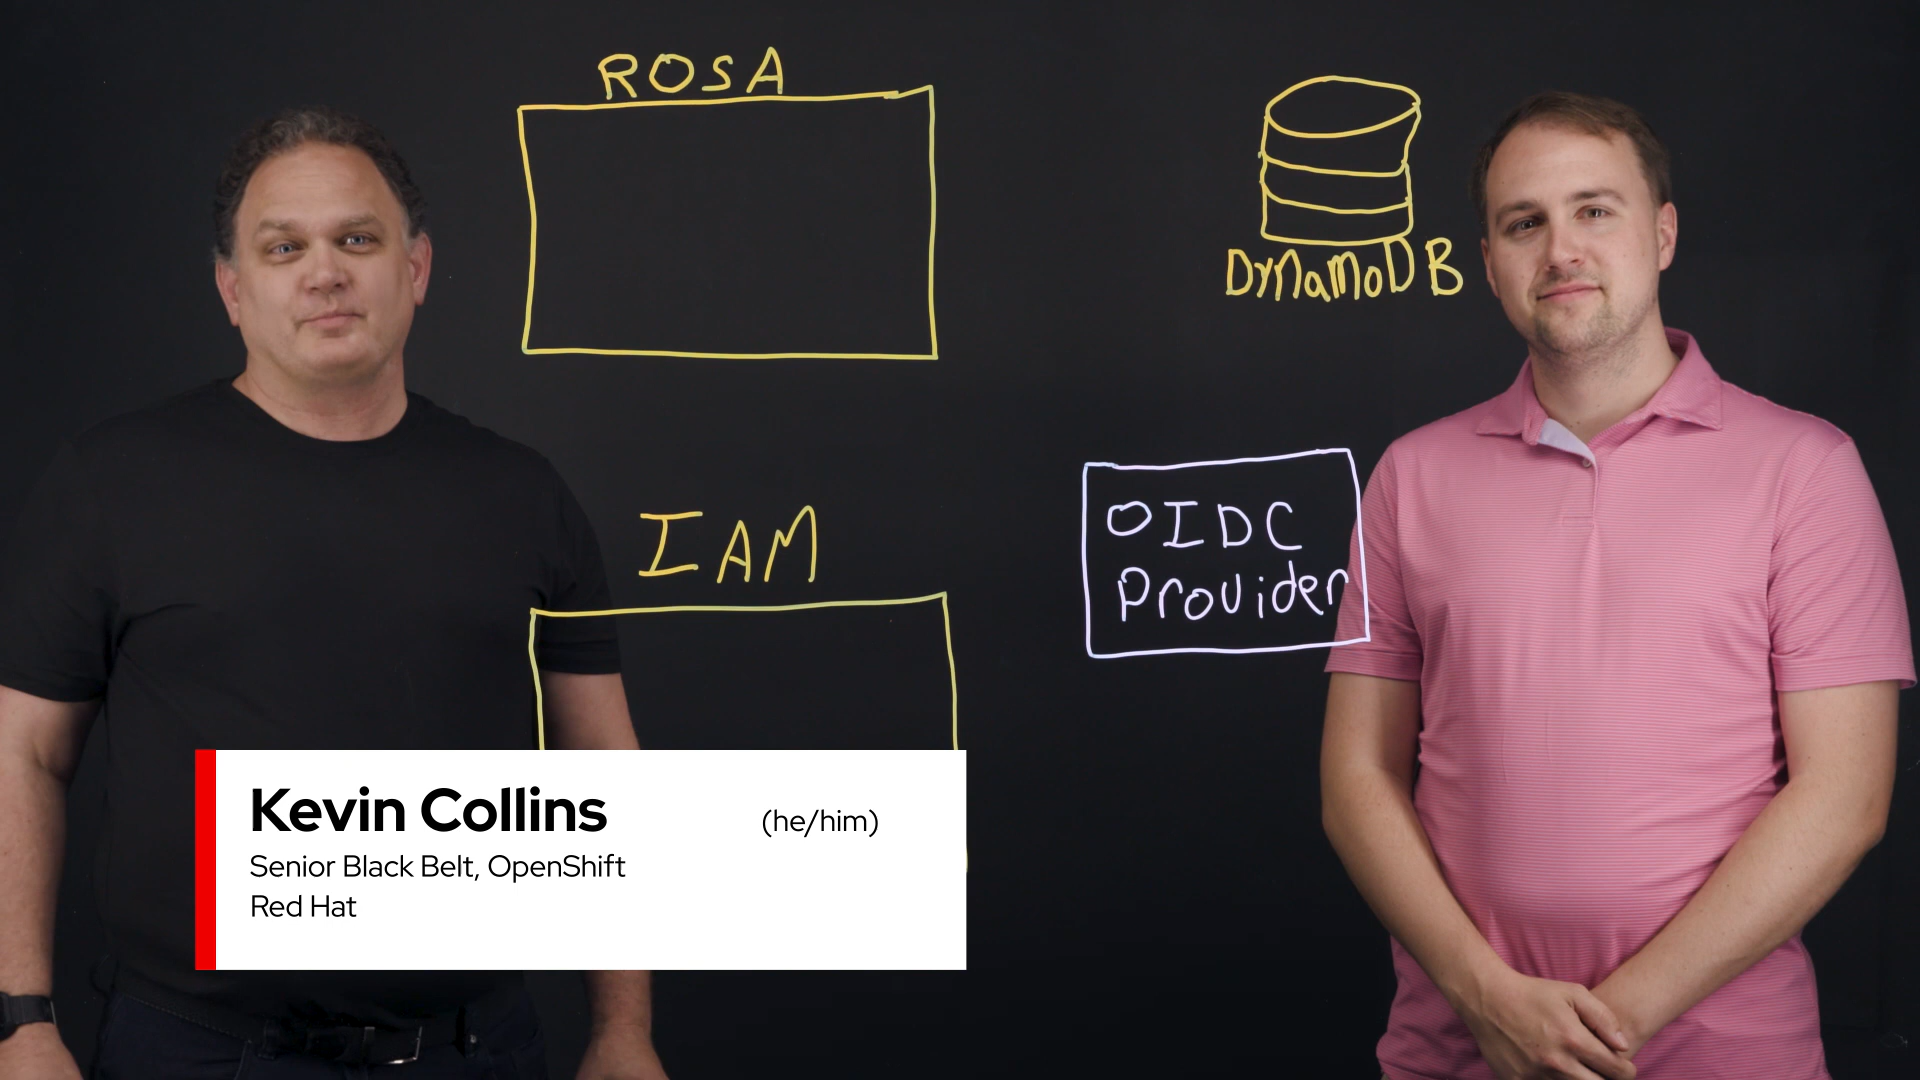 ROSA
DynamoDB
IAM
OIDC
Provider
Kevin Collins (he/him)
Senior Black Belt, OpenShift
Red Hat